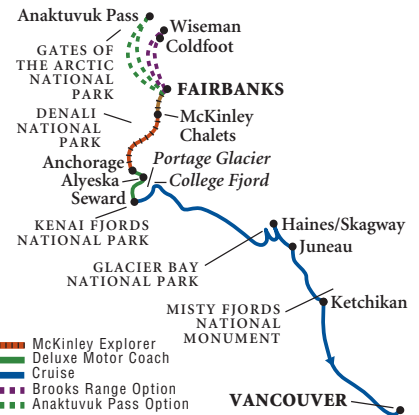 Anaktuvuk Pass
Wiseman
Coldfoot
GATES OF
THE ARCTIC
NATIONAL
PARK
FAIRBANKS
DENALI
NATIONAL
PARK
McKinley
Chalets
Anchorage
Portage Glacier
Alyeska
College Fjord
Seward
KENAI FJORDS
NATIONAL PARK
Haines/Skagway
Juneau
GLACIER BAY
NATIONAL PARK
MISTY FJORDS
NATIONAL
MONUMENT
Ketchikan
McKinley Explorer
Deluxe Motor Coach
Cruise
Brooks Range Option
Anaktuvuk Pass Option
VANCOUVER